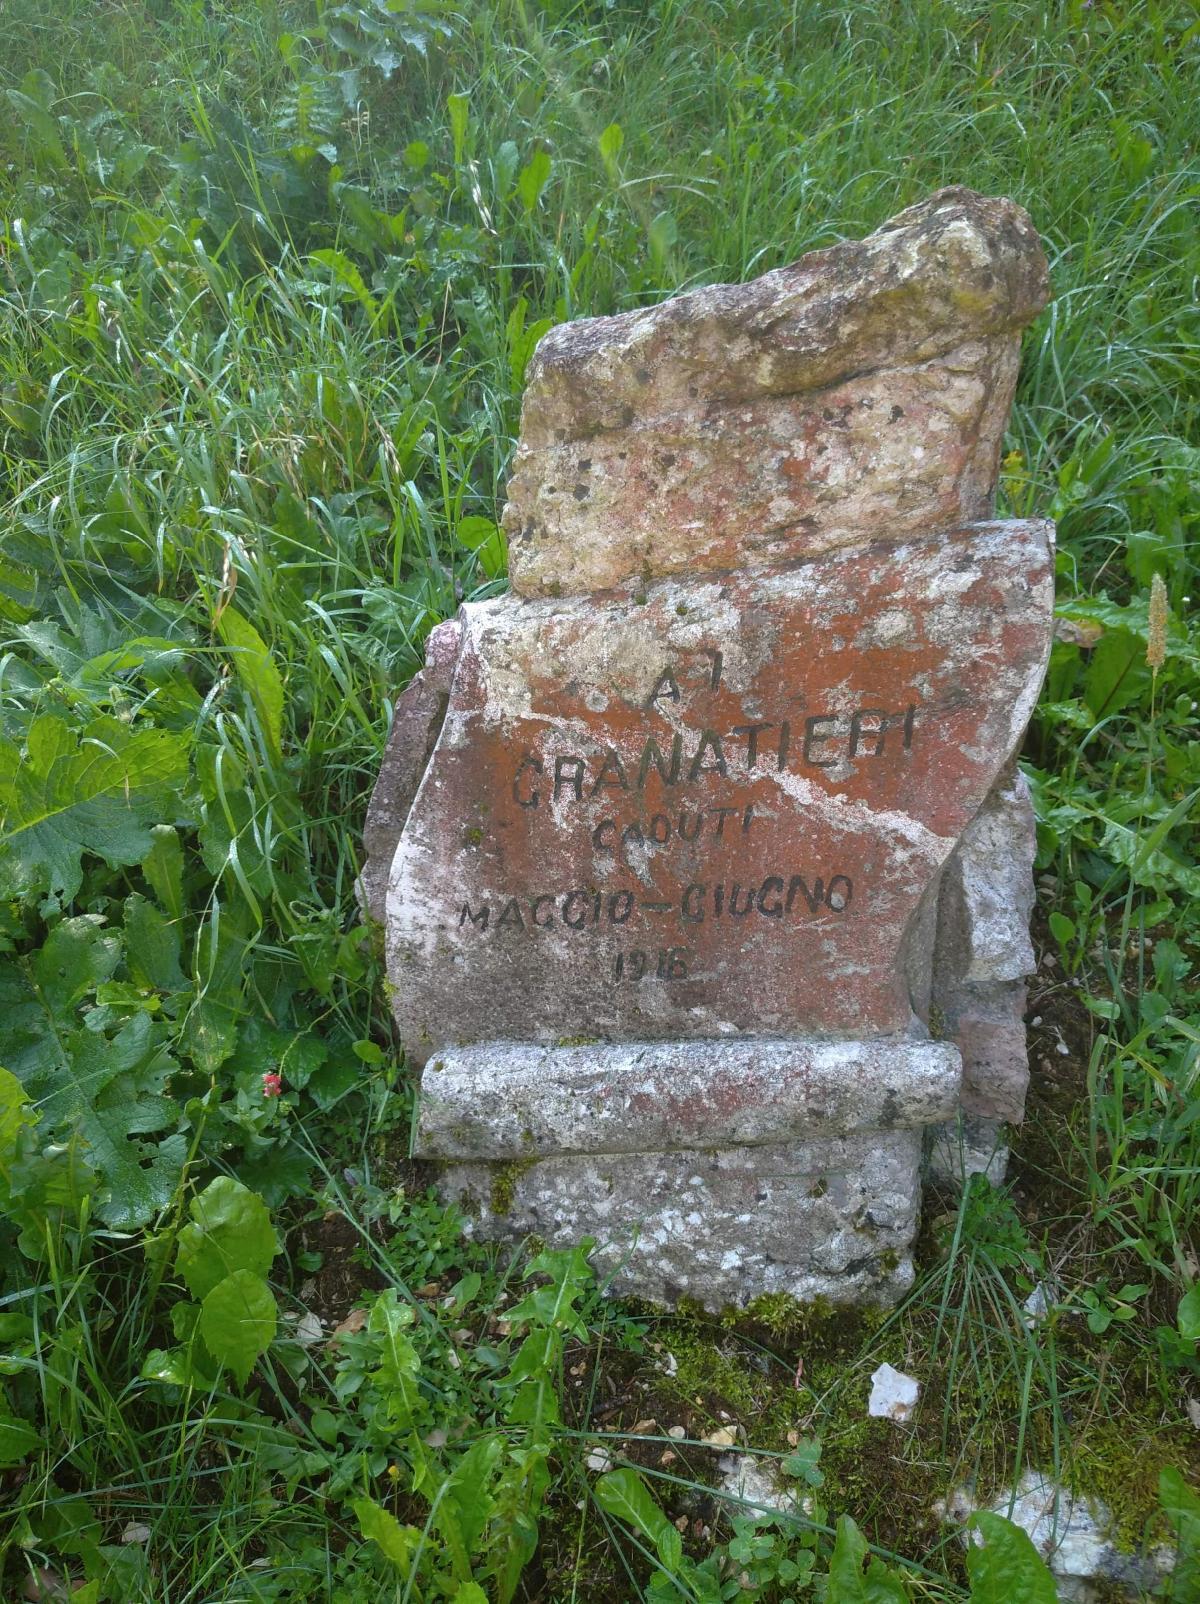 AI
GRANATIERI
CADUTI
MAGGIO-GIUGNO
1916